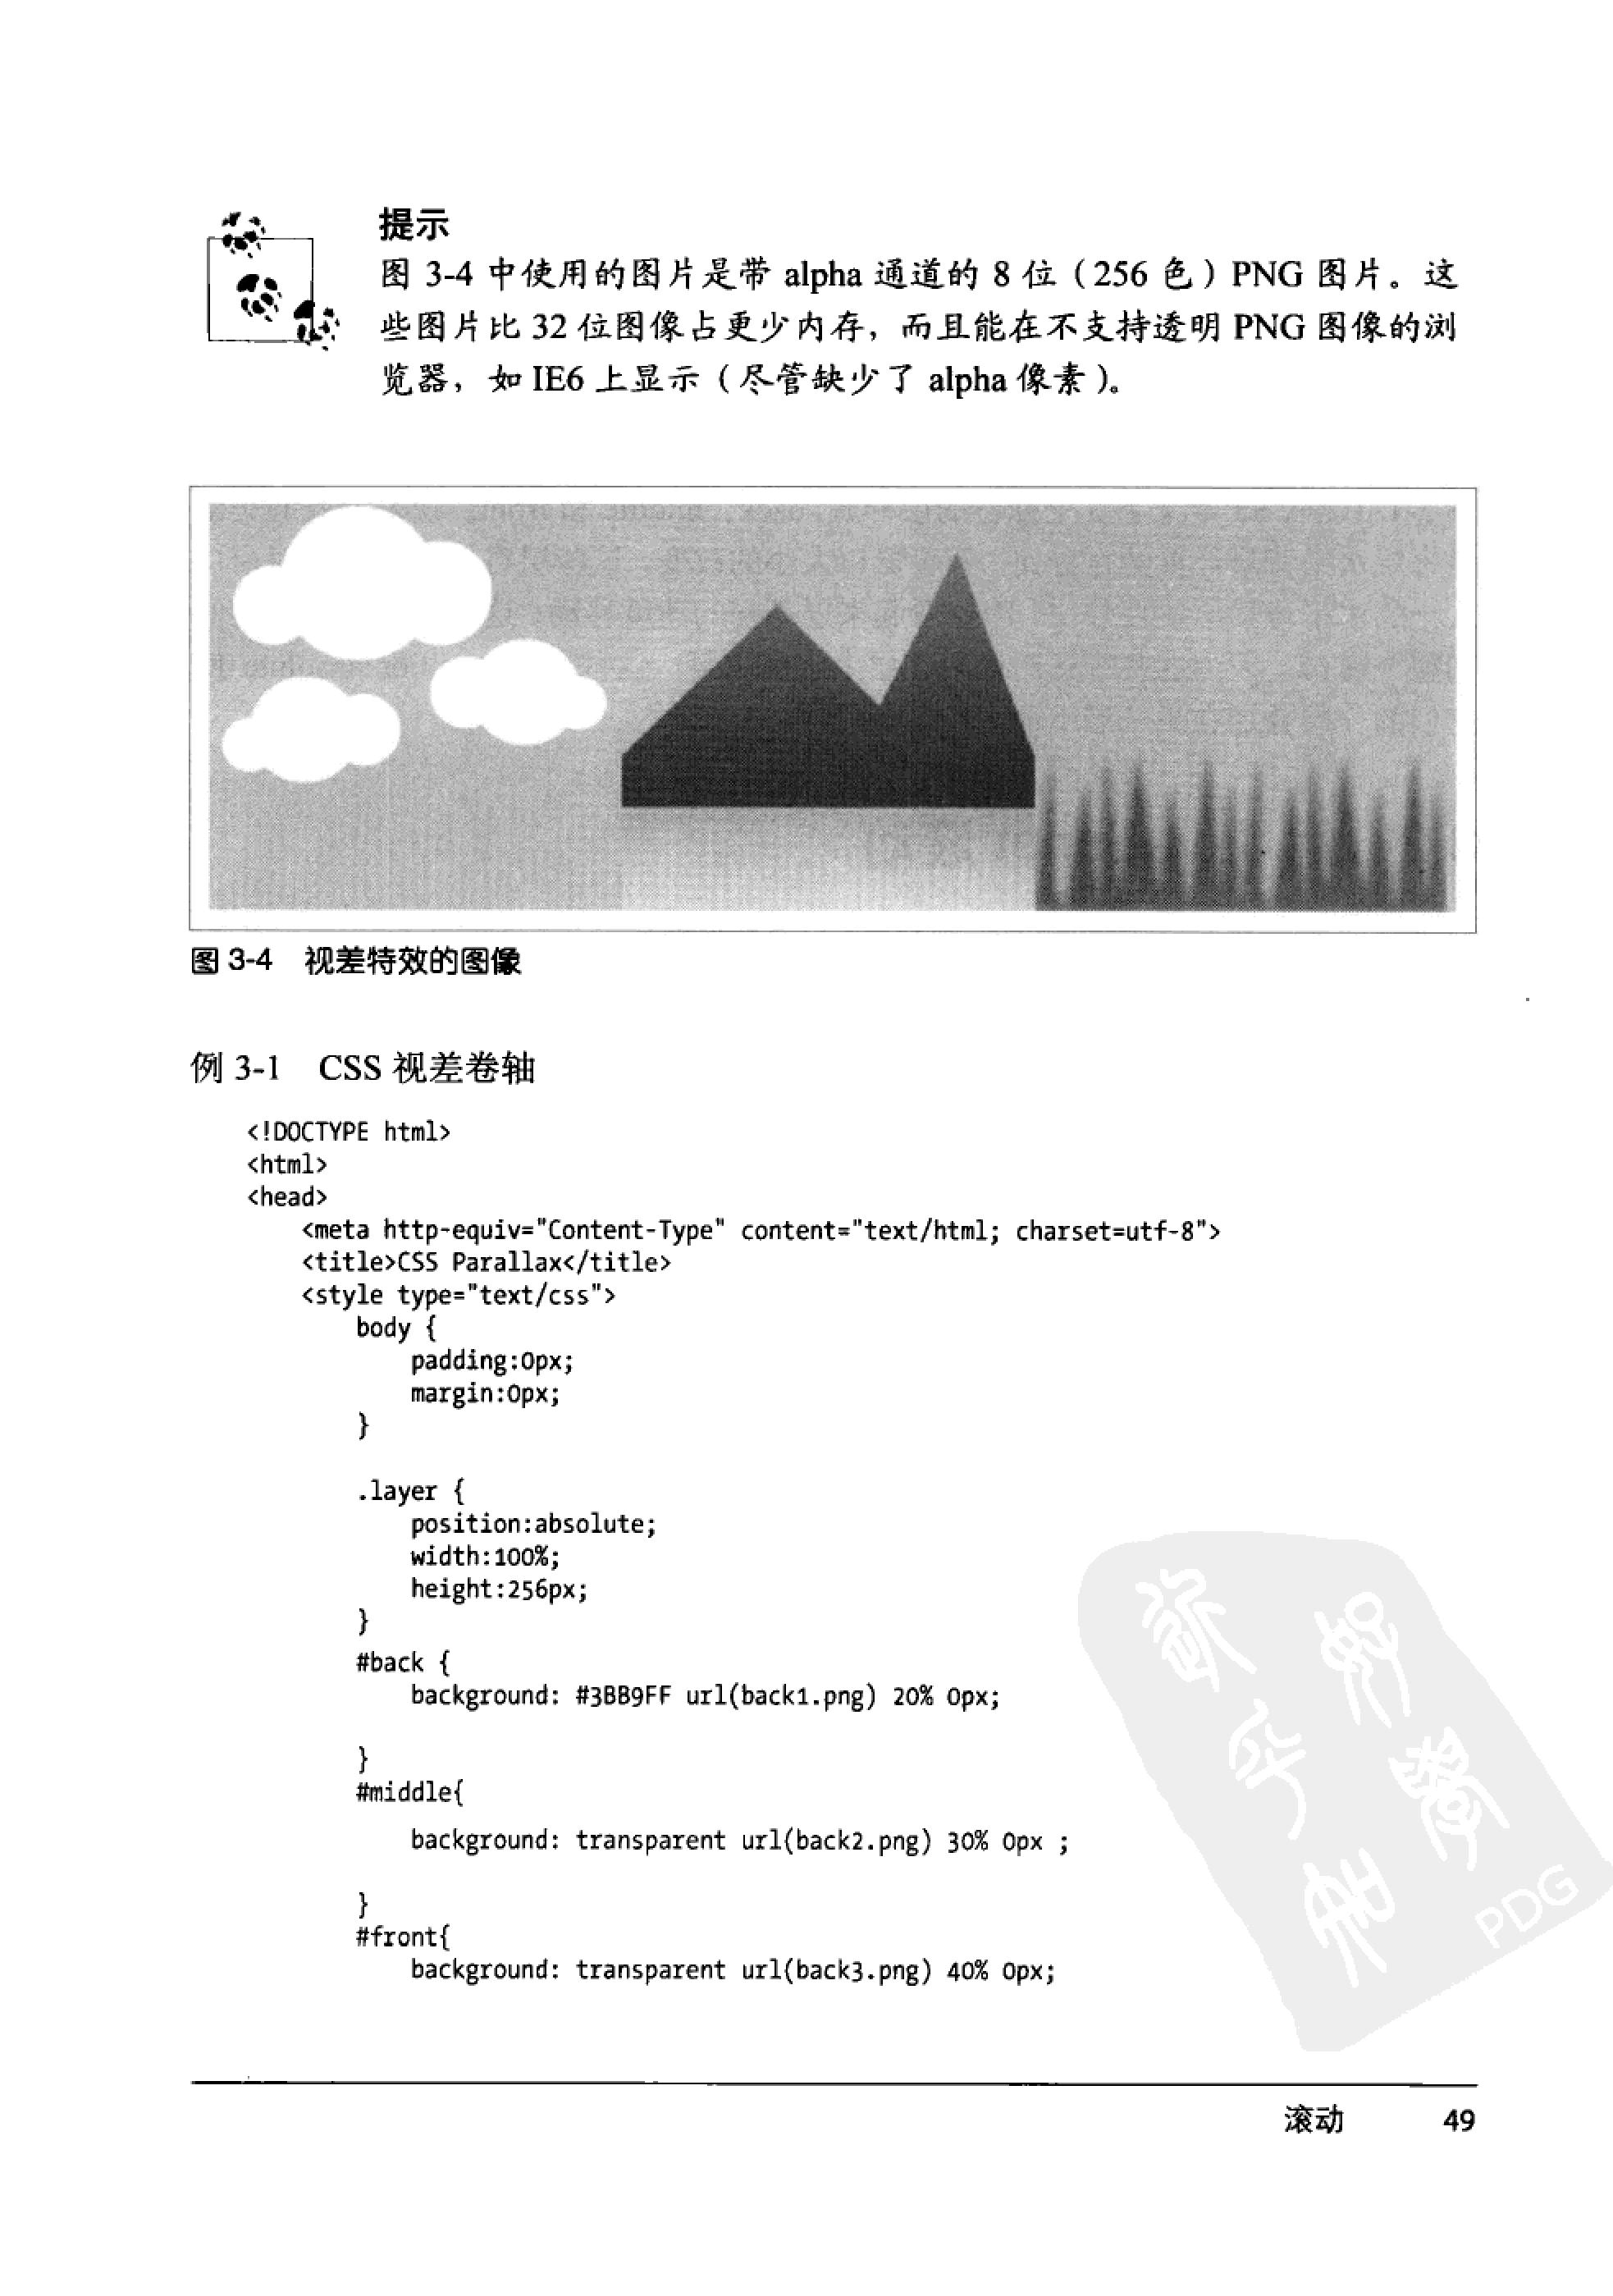 提示
图 3-4 中使用的图片是带 alpha 通道的 8 位（256 色）PNG 图片。这
些图片比 32 位图像占更少内存，而且能在不支持透明 PNG 图像的浏
览器，如 IE6 上显示（尽管缺少了 alpha 像素）。
图 3-4 视差特效的图像
例 3-1 CSS 视差卷轴
<!DOCTYPE html>
<html>
<head>
    <meta http-equiv="Content-Type" content="text/html; charset=utf-8">
    <title>CSS Parallax</title>
    <style type="text/css">
        body {
            padding:0px;
            margin:0px;
        }
        .layer {
            position:absolute;
            width:100%;
            height:256px;
        }
        #back {
            background: #3BB9FF url(back1.png) 20% 0px;
        }
        #middle{
            background: transparent url(back2.png) 30% 0px ;
        }
        #front{
            background: transparent url(back3.png) 40% 0px;
PDG
滚动 49